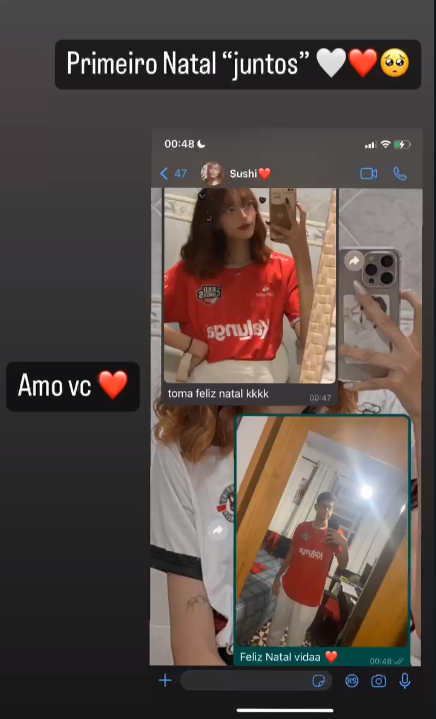 Primeiro Natal “juntos” 🤍❤️🥺
00:48
47
Sushi❤️
Kalunga
toma feliz natal kkkk
00:47
Amo vc ❤️
Kalunga
Feliz Natal vidaa ❤️
00:48